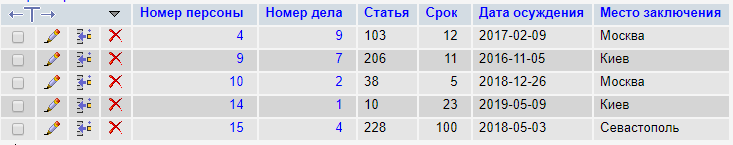 Номер персоны Номер дела Статья Срок Дата осуждения Место заключения
4 9 103 12 2017-02-09 Москва
9 7 206 11 2016-11-05 Киев
10 2 38 5 2018-12-26 Москва
14 1 10 23 2019-05-09 Киев
15 4 228 100 2018-05-03 Севастополь